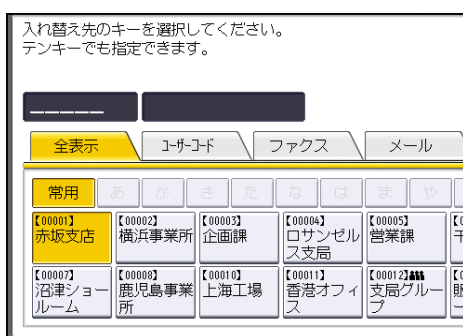 入れ替え先のキーを選択してください。
テンキーでも指定できます。
_____
全表示 ユーザーコード ファクス メール
常用 あ か さ た な は ま や
【00001】 【00002】 【00003】 【00004】 【00005】
赤坂支店 横浜事業所 企画課 ロサンゼル 営業課
ス支局
【00007】 【00008】 【00010】 【00011】 【00012】
沼津ショー 鹿児島事業 上海工場 香港オフィ 支局グルー
ルーム 所 ス プ